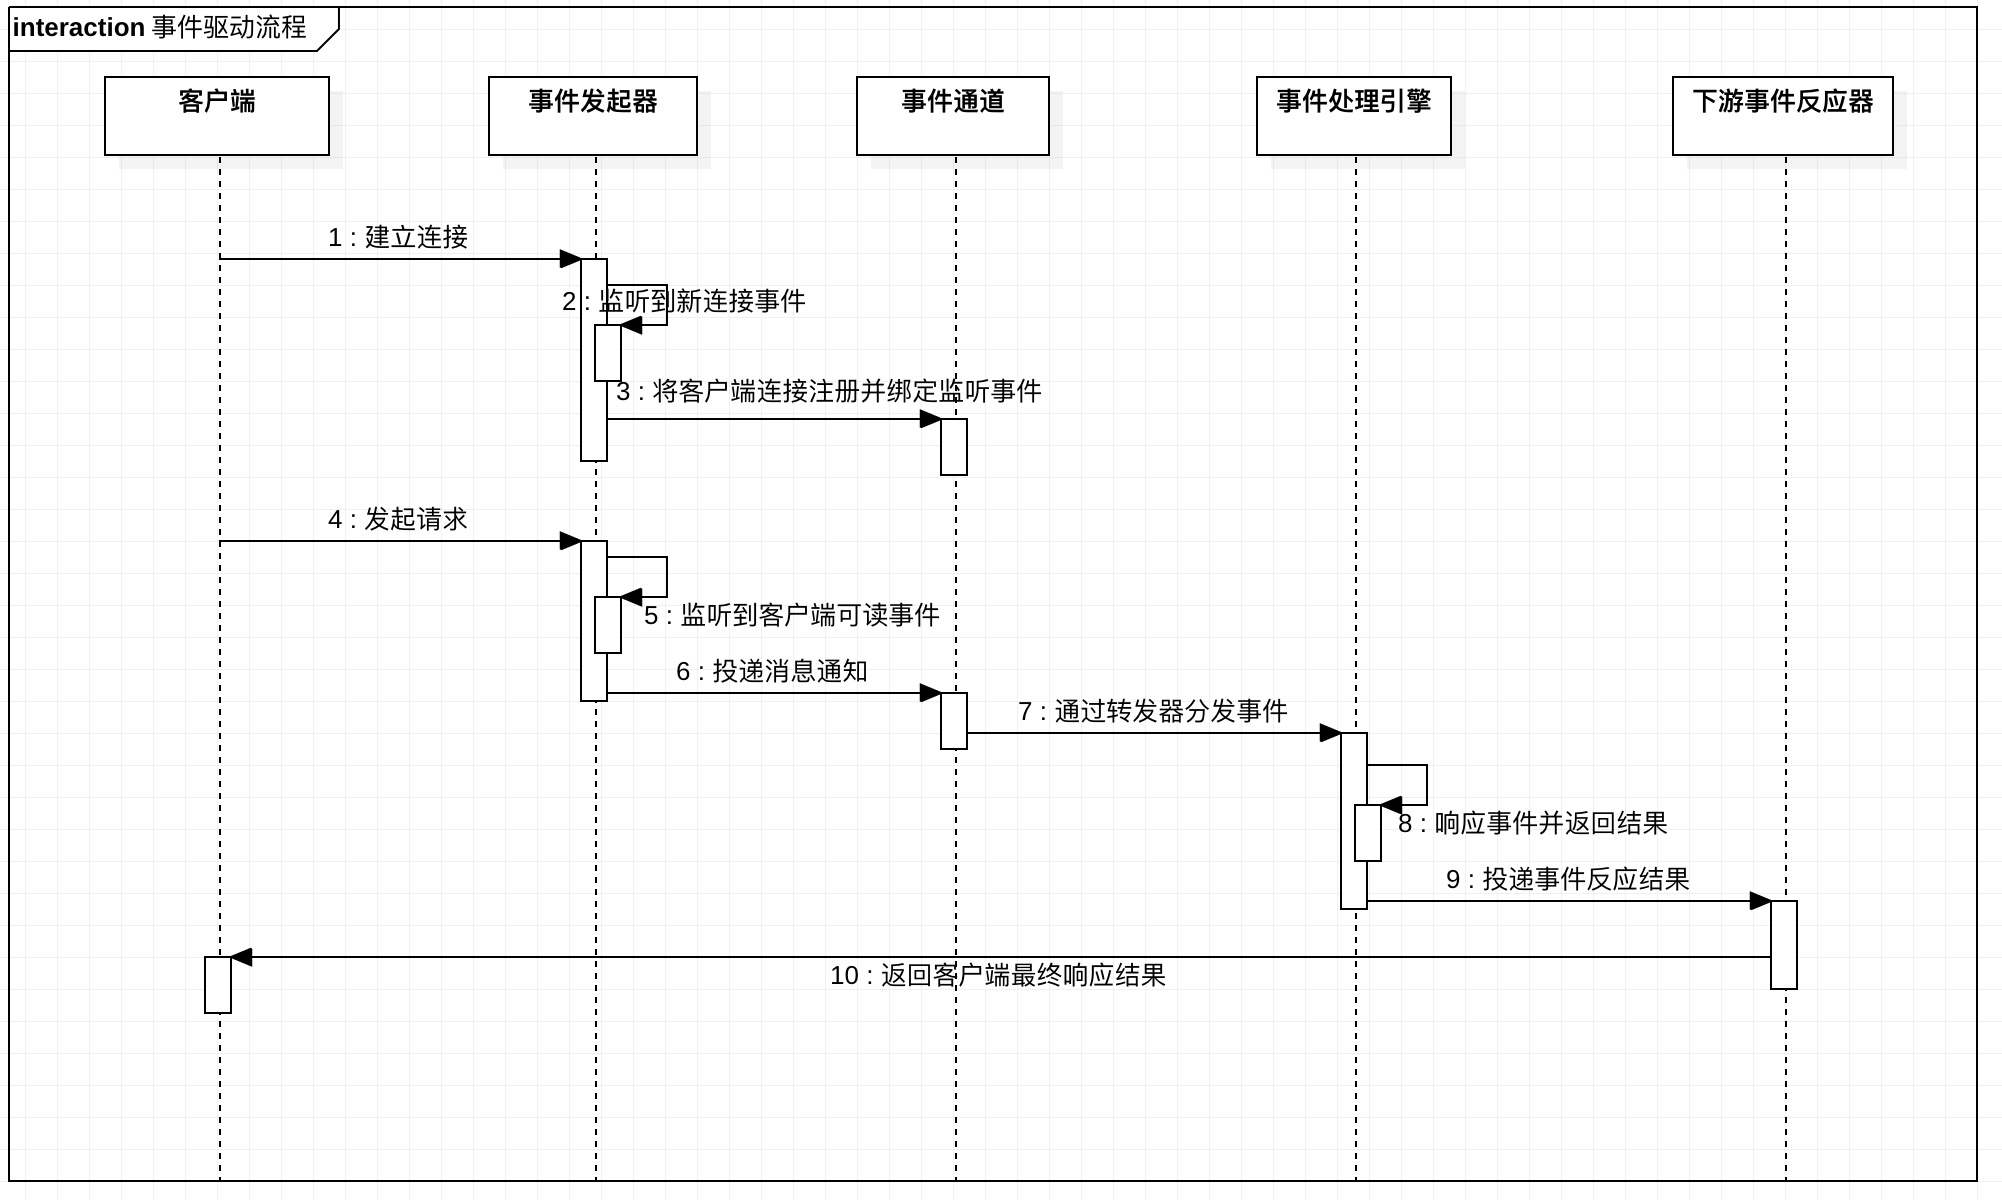 interaction 事件驱动流程
客户端
事件发起器
事件通道
事件处理引擎
下游事件反应器
1 : 建立连接
2 : 监听到新连接事件
3 : 将客户端连接注册并绑定监听事件
4 : 发起请求
5 : 监听到客户端可读事件
6 : 投递消息通知
7 : 通过转发器分发事件
8 : 响应事件并返回结果
9 : 投递事件反应结果
10 : 返回客户端最终响应结果